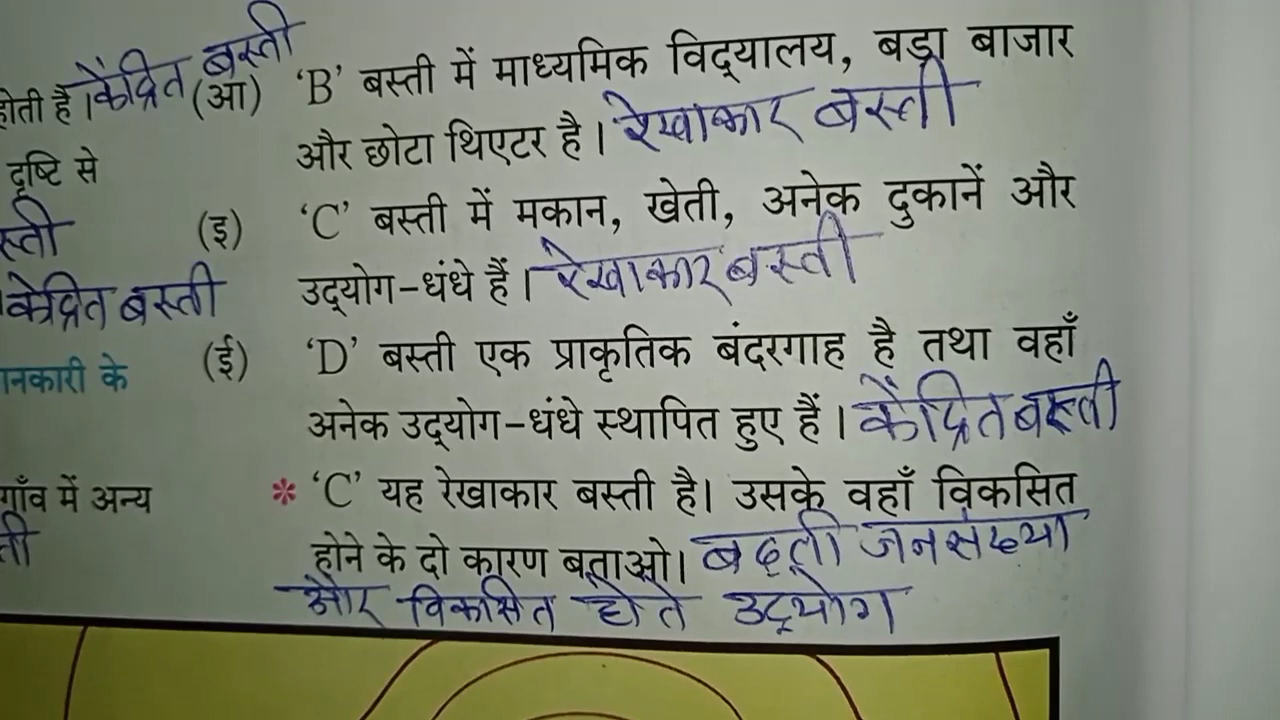 होती है। केंद्रित बस्ती
दृष्टि से
स्ती
केंद्रित बस्ती
ानकारी के
गाँव में अन्य
ती
(आ) ‘B’ बस्ती में माध्यमिक विद्यालय, बड़ा बाजार
और छोटा थिएटर है। रेखाकार बस्ती
(इ) ‘C’ बस्ती में मकान, खेती, अनेक दुकानें और
उद्योग-धंधे हैं। रेखाकार बस्ती
(ई) ‘D’ बस्ती एक प्राकृतिक बंदरगाह है तथा वहाँ
अनेक उद्योग-धंधे स्थापित हुए हैं। केंद्रित बस्ती
* ‘C’ यह रेखाकार बस्ती है। उसके वहाँ विकसित
होने के दो कारण बताओ। बढ़ती जनसंख्या
और विकसित होते उद्योग